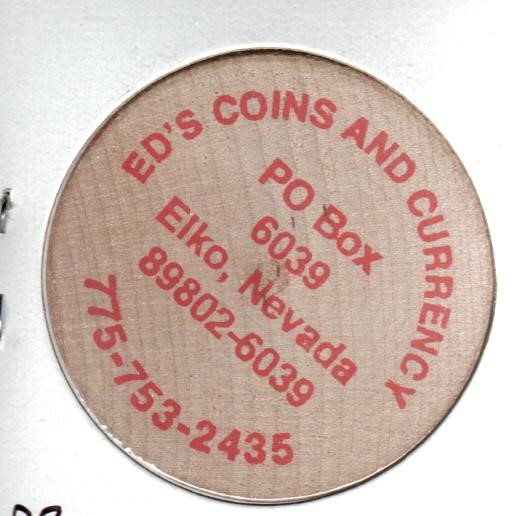 ED'S COINS AND CURRENCY
PO Box
6039
Elko, Nevada
89802-6039
775-753-2435